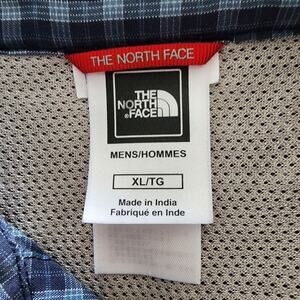 THE NORTH FACE
THE
NORTH
FACE
MENS/HOMMES
XL/TG
Made in India
Fabriqué en Inde